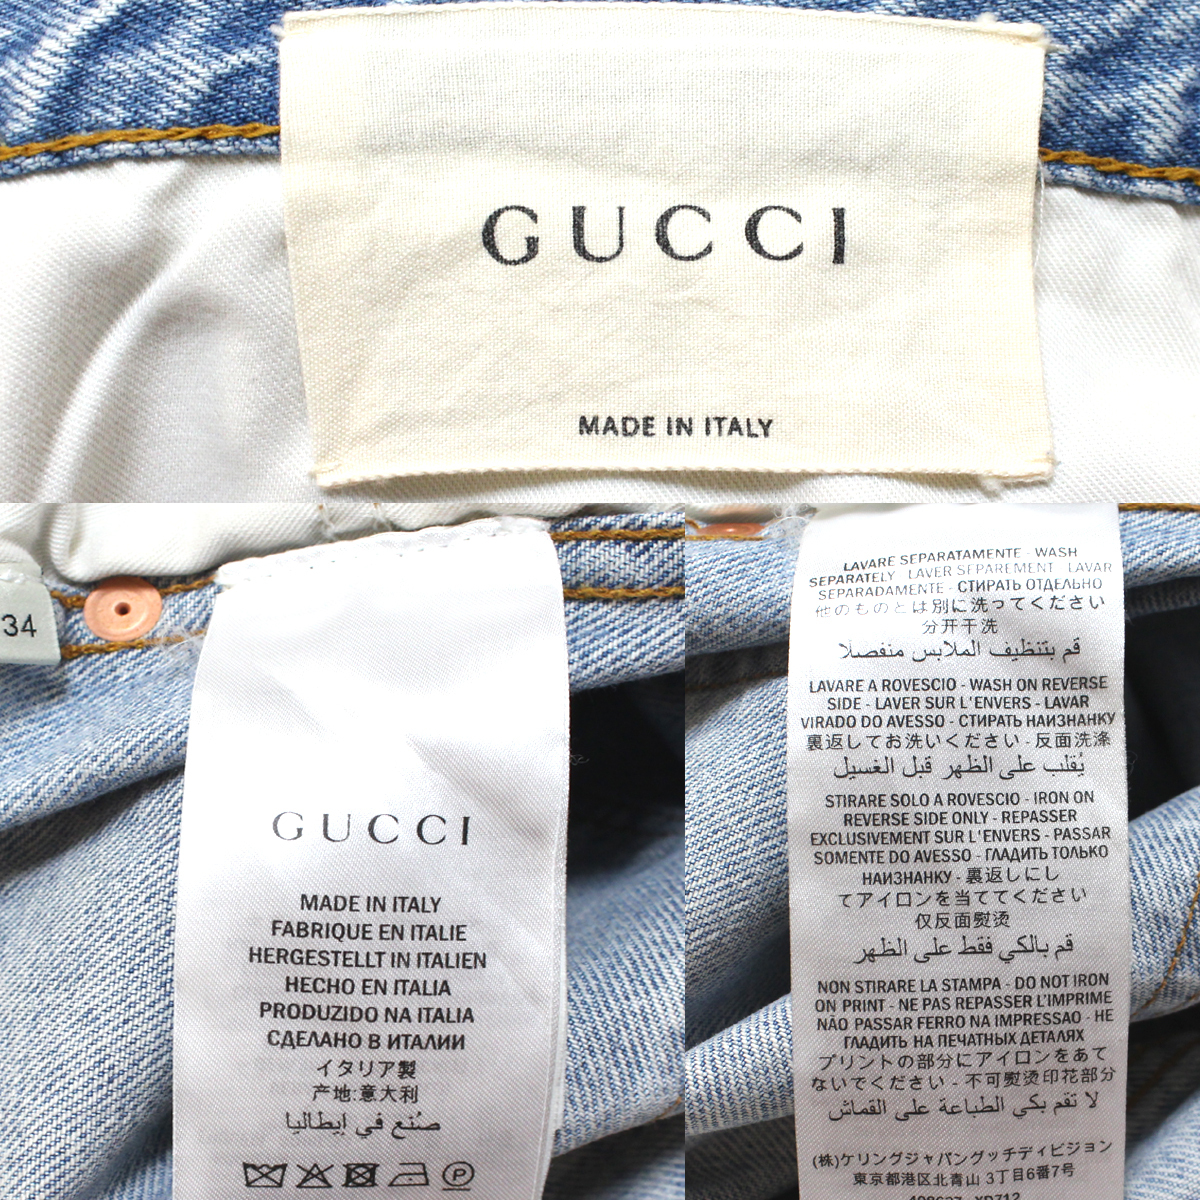 GUCCI
MADE IN ITALY
34
GUCCI
MADE IN ITALY
FABRIQUE EN ITALIE
HERGESTELLT IN ITALIEN
HECHO EN ITALIA
PRODUZIDO NA ITALIA
СДЕЛАНО В ИТАЛИИ
イタリア製
产地:意大利
صُنع في إيطاليا
P
LAVARE SEPARATAMENTE - WASH
SEPARATELY LAVER SEPAREMENT - LAVAR
SEPARADAMENTE - СТИРАТЬ ОТДЕЛЬНО
他のものとは別に洗ってください
分开干洗
قم بتنظيف الملابس منفصلا
LAVARE A ROVESCIO - WASH ON REVERSE
SIDE - LAVER SUR L'ENVERS - LAVAR
VIRADO DO AVESSO - СТИРАТЬ НАИЗНАНКУ
裏返してお洗いください - 反面洗涤
يُقلب على الظهر قبل الغسيل
STIRARE SOLO A ROVESCIO - IRON ON
REVERSE SIDE ONLY - REPASSER
EXCLUSIVEMENT SUR L'ENVERS - PASSAR
SOMENTE DO AVESSO - ГЛАДИТЬ ТОЛЬКО
НАИЗНАНКУ - 裏返しにし
てアイロンを当ててください
仅反面熨烫
قم بالكي فقط على الظهر
NON STIRARE LA STAMPA - DO NOT IRON
ON PRINT - NE PAS REPASSER L'IMPRIME
NÃO PASSAR FERRO NA IMPRESSAO - НЕ
ГЛАДИТЬ НА ПЕЧАТНЫХ ДЕТАЛЯХ
プリントの部分にアイロンをあて
ないでください - 不可熨烫印花部分
لا تقم بكي الطباعة على القماش
(株)ケリングジャパングッチディビジョン
東京都港区北青山 3丁目6番7号